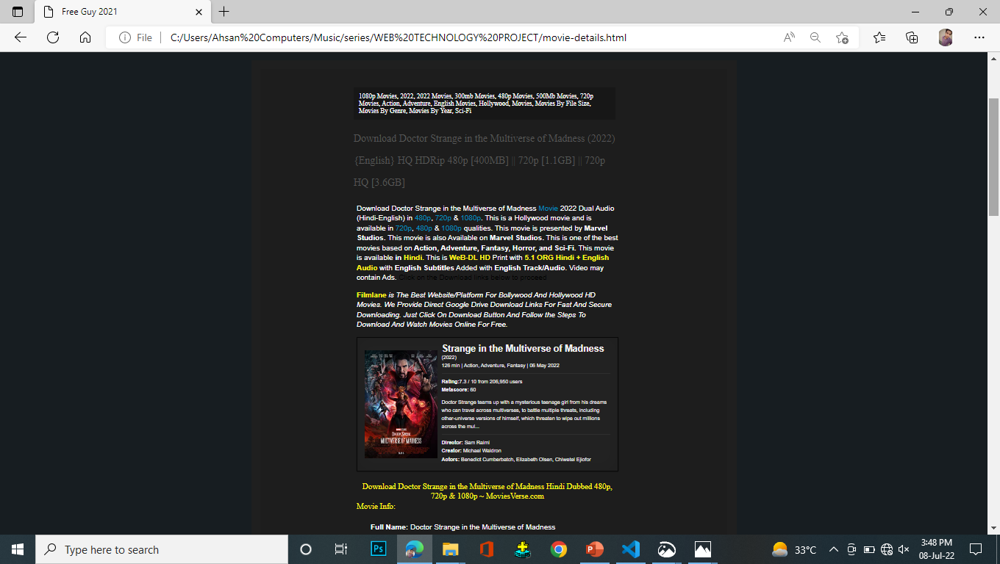 Free Guy 2021
File
C:/Users/Ahsan%20Computers/Music/series/WEB%20TECHNOLOGY%20PROJECT/movie-details.html
1080p Movies, 2022, 2022 Movies, 300mb Movies, 480p Movies, 500Mb Movies, 720p
Movies, Action, Adventure, English Movies, Hollywood, Movies, Movies By File Size,
Movies By Genre, Movies By Year, Sci-Fi
Download Doctor Strange in the Multiverse of Madness (2022)
{English} HQ HDRip 480p [400MB] || 720p [1.1GB] || 720p
HQ [3.6GB]
Download Doctor Strange in the Multiverse of Madness Movie 2022 Dual Audio
(Hindi-English) in 480p, 720p & 1080p. This is a Hollywood movie and is
available in 720p, 480p & 1080p qualities. This movie is presented by Marvel
Studios. This movie is also Available on Marvel Studios. This is one of the best
movies based on Action, Adventure, Fantasy, Horror, and Sci-Fi. This movie
is available in Hindi. This is WeB-DL HD Print with 5.1 ORG Hindi + English
Audio with English Subtitles Added with English Track/Audio. Video may
contain Ads. Click on the Download links below to proceed
Filmlane is The Best Website/Platform For Bollywood And Hollywood HD
Movies. We Provide Direct Google Drive Download Links For Fast And Secure
Downloading. Just Click On Download Button And Follow the Steps To
Download And Watch Movies Online For Free.
Strange in the Multiverse of Madness
(2022)
126 min | Action, Adventure, Fantasy | 06 May 2022
Rating:7.3 / 10 from 206,950 users
Metascore: 60
Doctor Strange teams up with a mysterious teenage girl from his dreams
who can travel across multiverses, to battle multiple threats, including
other-universe versions of himself, which threaten to wipe out millions
across the mul...
Director: Sam Raimi
Creator: Michael Waldron
Actors: Benedict Cumberbatch, Elizabeth Olsen, Chiwetel Ejiofor
DOCTOR STRANGE
MULTIVERSE OF MADNESS
Download Doctor Strange in the Multiverse of Madness Hindi Dubbed 480p,
720p & 1080p ~ MoviesVerse.com
Movie Info:
Full Name: Doctor Strange in the Multiverse of Madness
Type here to search
Ps
33°C
3:48 PM
08-Jul-22